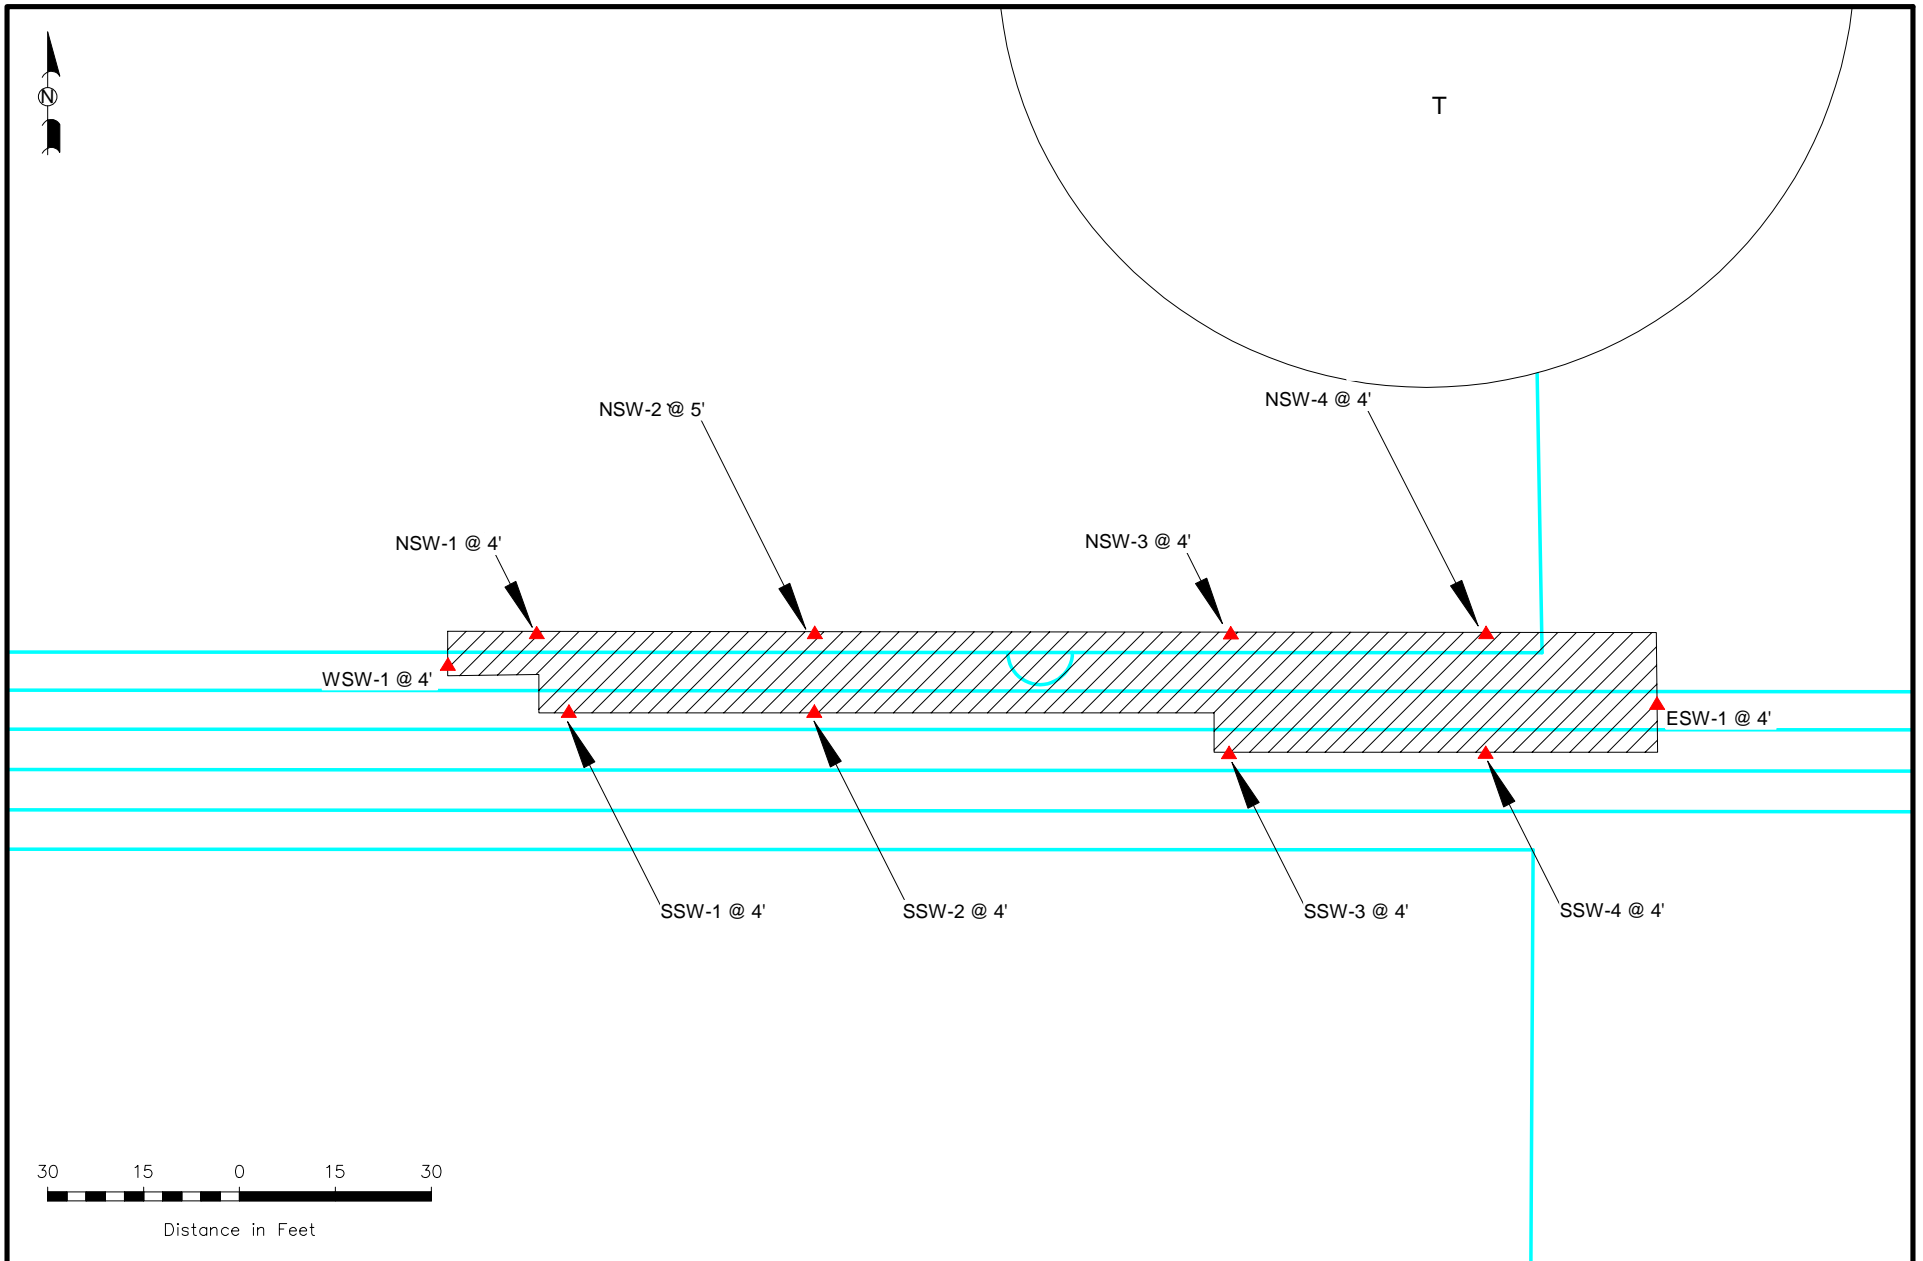 N
T
NSW-4 @ 4'
NSW-2 @ 5'
NSW-1 @ 4'
NSW-3 @ 4'
WSW-1 @ 4'
ESW-1 @ 4'
SSW-1 @ 4'
SSW-2 @ 4'
SSW-3 @ 4'
SSW-4 @ 4'
30 15 0 15 30
Distance in Feet